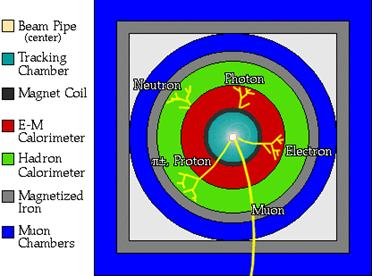 Beam Pipe
(center)
Tracking
Chamber
Magnet Coil
E-M
Calorimeter
Hadron
Calorimeter
Magnetized
Iron
Muon
Chambers
Neutron
Photon
Electron
π±, Proton
Muon